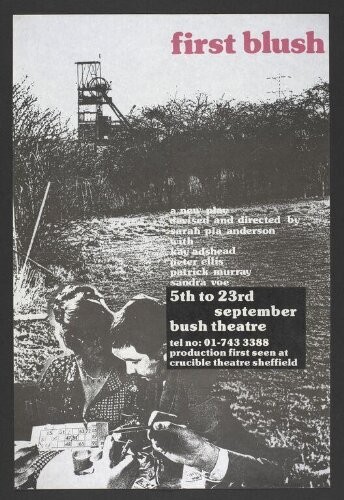 first blush
a new play
devised and directed by
sarah pia anderson
with
kay adshead
peter ellis
patrick murray
sandra voe
5th to 23rd
september
bush theatre
tel no: 01-743 3388
production first seen at
crucible theatre sheffield